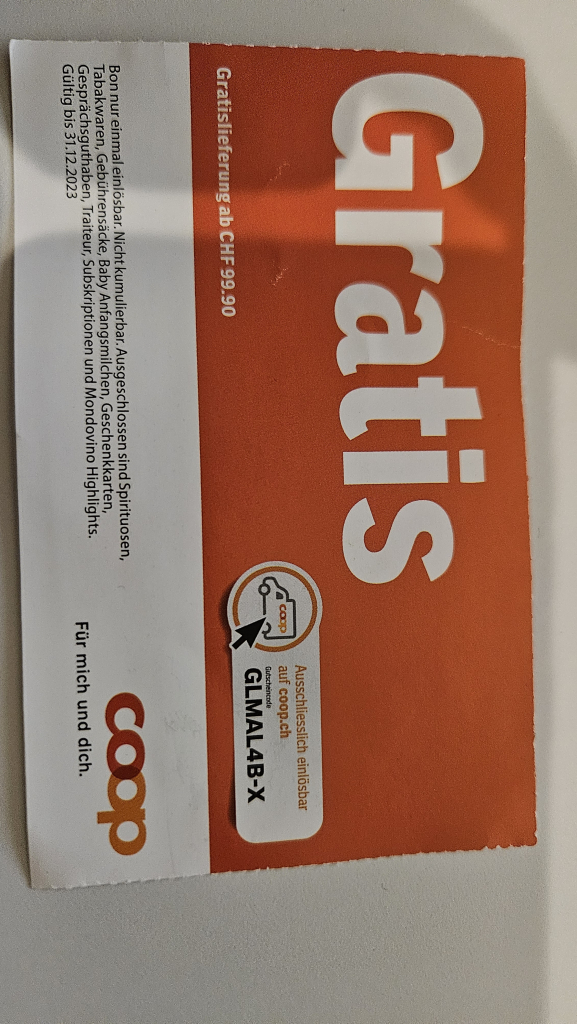 Gratis
Gratislieferung ab CHF 99.90
Ausschliesslich einlösbar
auf coop.ch
coop
Gutscheincode
GLMAL4B-X
Bon nur einmal einlösbar. Nicht kumulierbar. Ausgeschlossen sind Spirituosen,
Tabakwaren, Gebührensäcke, Baby Anfangsmilchen, Geschenkkarten,
Gesprächsguthaben, Traiteur, Subskriptionen und Mondovino Highlights.
Gültig bis 31.12.2023
coop
Für mich und dich.